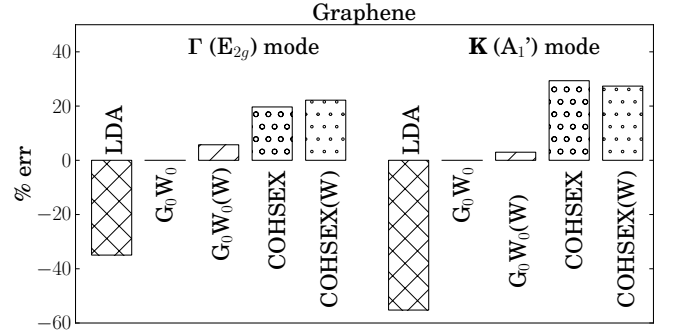 Graphene
Γ (E₂g) mode
K (A₁') mode
% err
40
20
0
−20
−40
−60
LDA
G₀W₀
G₀W₀(W)
COHSEX
COHSEX(W)
LDA
G₀W₀
G₀W₀(W)
COHSEX
COHSEX(W)